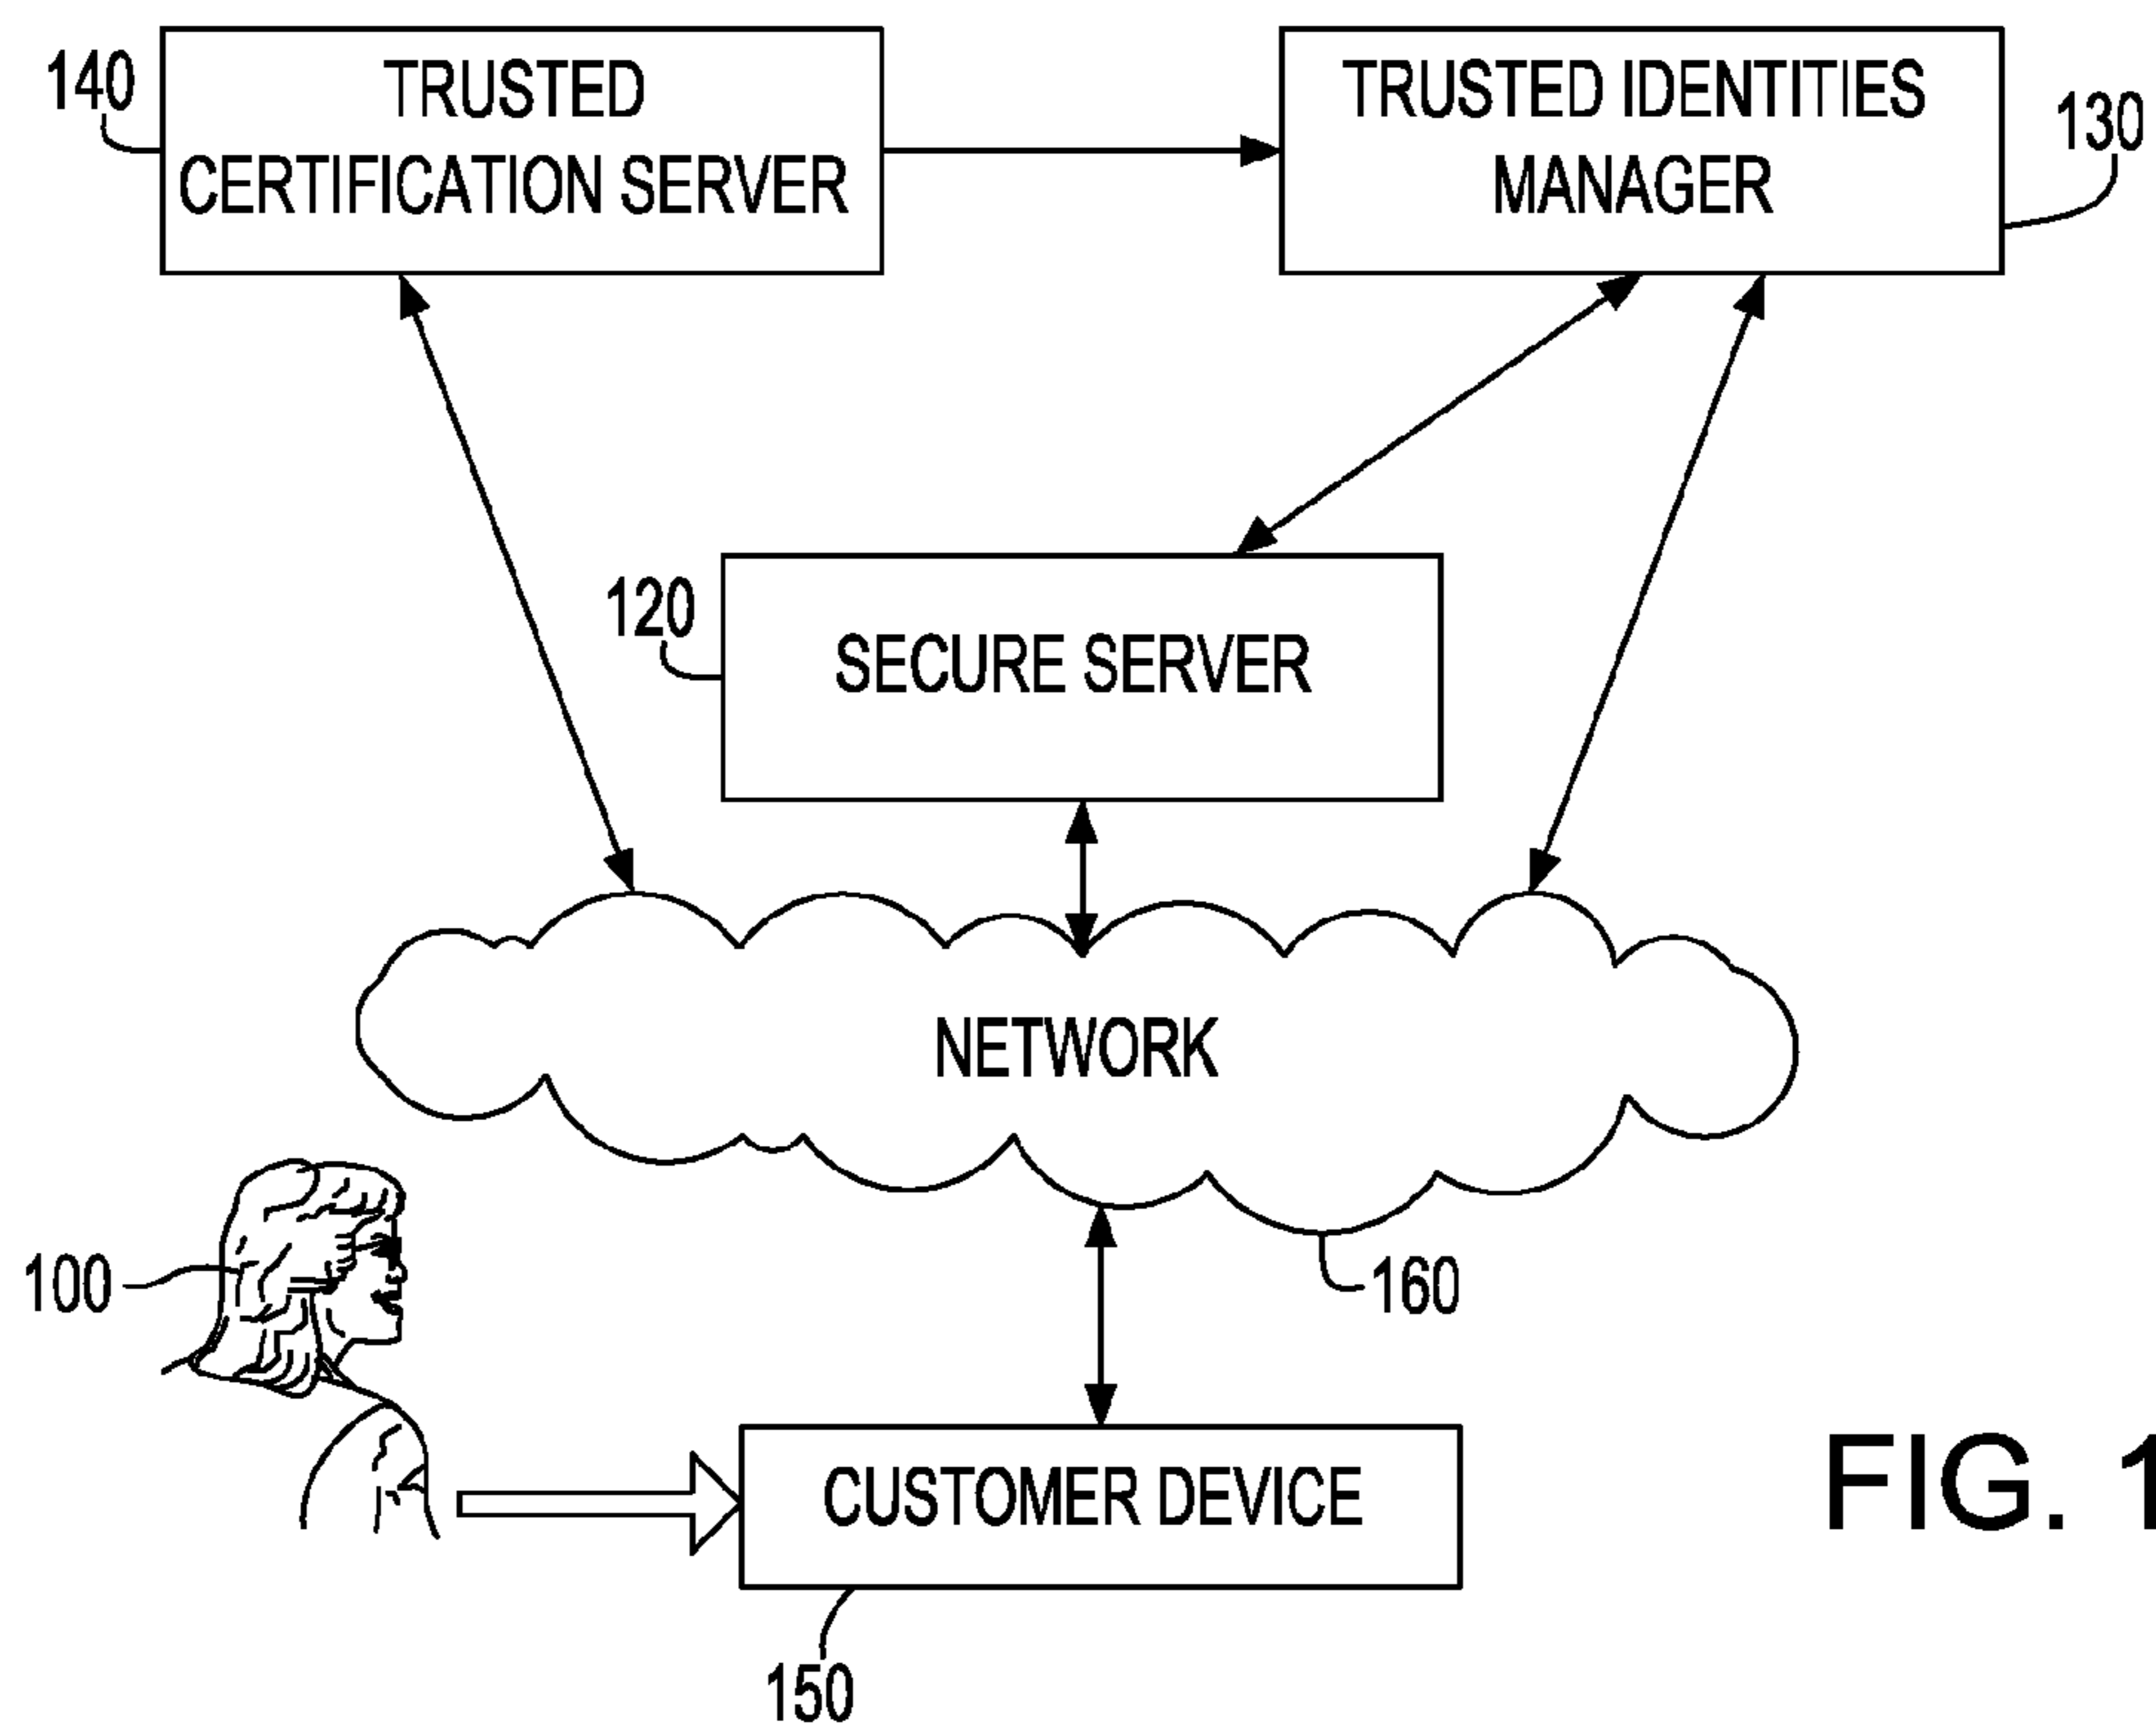 140
TRUSTED
CERTIFICATION SERVER
TRUSTED IDENTITIES
MANAGER
130
120
SECURE SERVER
NETWORK
100
160
CUSTOMER DEVICE
FIG. 1
150